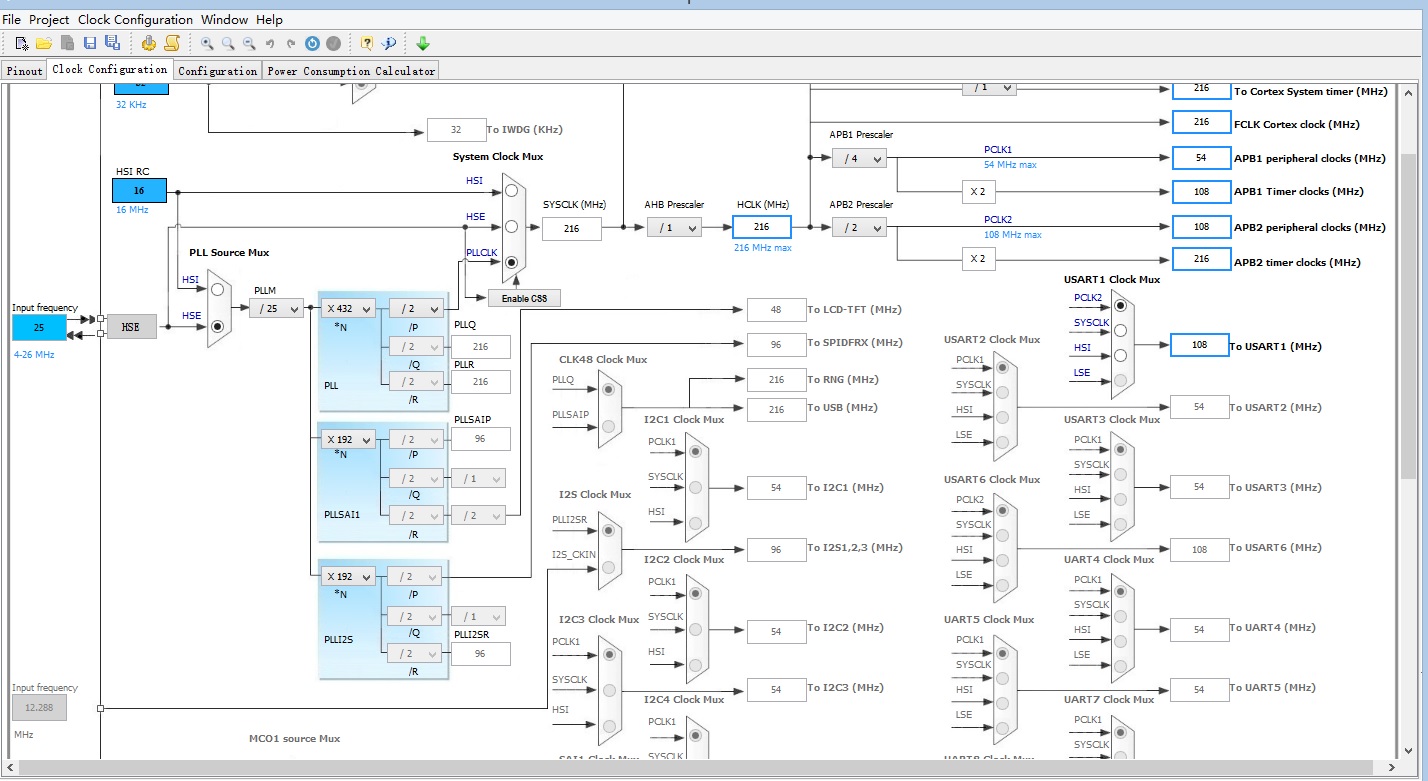 File Project Clock Configuration Window Help
Pinout Clock Configuration Configuration Power Consumption Calculator
32 KHz
32 To IWDG (KHz)
/ 1 216 To Cortex System timer (MHz)
216 FCLK Cortex clock (MHz)
APB1 Prescaler
/ 4 PCLK1 54 APB1 peripheral clocks (MHz)
54 MHz max
X 2 108 APB1 Timer clocks (MHz)
System Clock Mux
HSI RC
16
16 MHz
HSI
HSE
PLLCLK
SYSCLK (MHz)
216
AHB Prescaler
/ 1
HCLK (MHz)
216
216 MHz max
APB2 Prescaler
/ 2 PCLK2 108 APB2 peripheral clocks (MHz)
108 MHz max
X 2 216 APB2 timer clocks (MHz)
PLL Source Mux
HSI
HSE
PLLM
/ 25
Enable CSS
Input frequency
25
4-26 MHz
HSE
X 432
*N
/ 2
/P
PLLQ
/ 2 216
/Q
PLLR
/ 2 216
/R
PLL
PLLSAIP
X 192
*N
/ 2 96
/P
/ 2 / 1
/Q
/ 2 / 2
/R
PLLSAI1
X 192
*N
/ 2
/P
/ 2 / 1
/Q
PLLI2SR
/ 2 96
/R
PLLI2S
Input frequency
12.288
MHz
MCO1 source Mux
48 To LCD-TFT (MHz)
96 To SPIDFRX (MHz)
CLK48 Clock Mux
PLLQ
PLLSAIP
216 To RNG (MHz)
216 To USB (MHz)
I2C1 Clock Mux
PCLK1
SYSCLK
HSI
54 To I2C1 (MHz)
I2S Clock Mux
PLLI2SR
I2S_CKIN
96 To I2S1,2,3 (MHz)
I2C2 Clock Mux
PCLK1
SYSCLK
HSI
54 To I2C2 (MHz)
I2C3 Clock Mux
PCLK1
SYSCLK
HSI
54 To I2C3 (MHz)
I2C4 Clock Mux
PCLK1
SYSCLK
SAI1 Clock Mux
USART1 Clock Mux
PCLK2
SYSCLK
HSI
LSE
108 To USART1 (MHz)
USART2 Clock Mux
PCLK1
SYSCLK
HSI
LSE
54 To USART2 (MHz)
USART3 Clock Mux
PCLK1
SYSCLK
HSI
LSE
54 To USART3 (MHz)
USART6 Clock Mux
PCLK2
SYSCLK
HSI
LSE
108 To USART6 (MHz)
UART4 Clock Mux
PCLK1
SYSCLK
HSI
LSE
54 To UART4 (MHz)
UART5 Clock Mux
PCLK1
SYSCLK
HSI
LSE
54 To UART5 (MHz)
UART7 Clock Mux
PCLK1
SYSCLK
UART8 Clock Mux